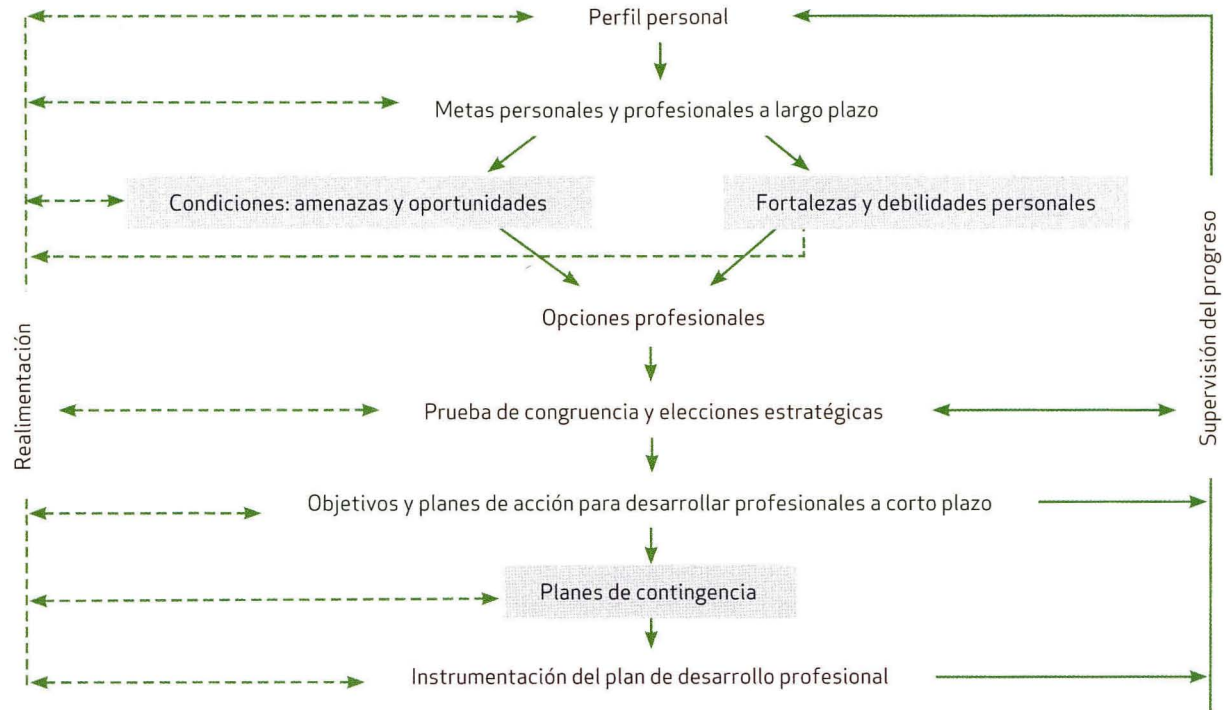 Perfil personal
Metas personales y profesionales a largo plazo
Condiciones: amenazas y oportunidades
Fortalezas y debilidades personales
Opciones profesionales
Realimentación
Supervisión del progreso
Prueba de congruencia y elecciones estratégicas
Objetivos y planes de acción para desarrollar profesionales a corto plazo
Planes de contingencia
Instrumentación del plan de desarrollo profesional